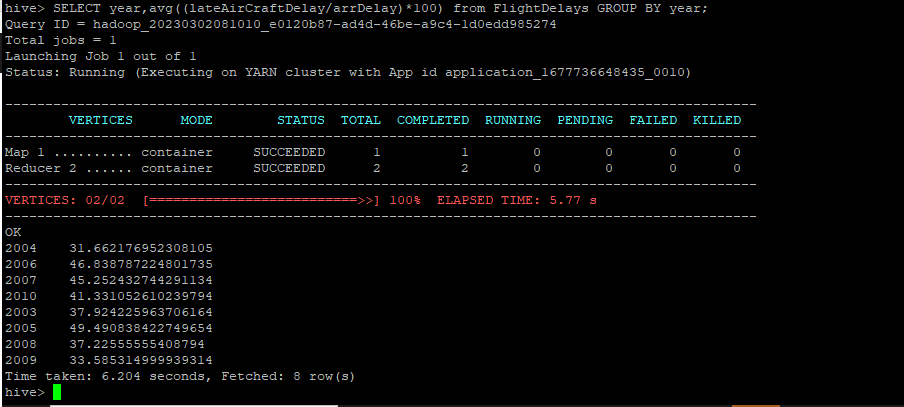 hive> SELECT year,avg((lateAirCraftDelay/arrDelay)*100) from FlightDelays GROUP BY year;
Query ID = hadoop_20230302081010_e0120b87-ad4d-46be-a9c4-1d0edd985274
Total jobs = 1
Launching Job 1 out of 1
Status: Running (Executing on YARN cluster with App id application_1677736648435_0010)
----------------------------------------------------------------------------------------------
VERTICES MODE STATUS TOTAL COMPLETED RUNNING PENDING FAILED KILLED
----------------------------------------------------------------------------------------------
Map 1 .......... container SUCCEEDED 1 1 0 0 0 0
Reducer 2 ...... container SUCCEEDED 2 2 0 0 0 0
----------------------------------------------------------------------------------------------
VERTICES: 02/02 [==========================>>] 100% ELAPSED TIME: 5.77 s
----------------------------------------------------------------------------------------------
OK
2004 31.662176952308105
2006 46.838787224801735
2007 45.252432744291134
2010 41.331052610239794
2003 37.924225963706164
2005 49.490838422749654
2008 37.22555555408794
2009 33.585314999939314
Time taken: 6.204 seconds, Fetched: 8 row(s)
hive>